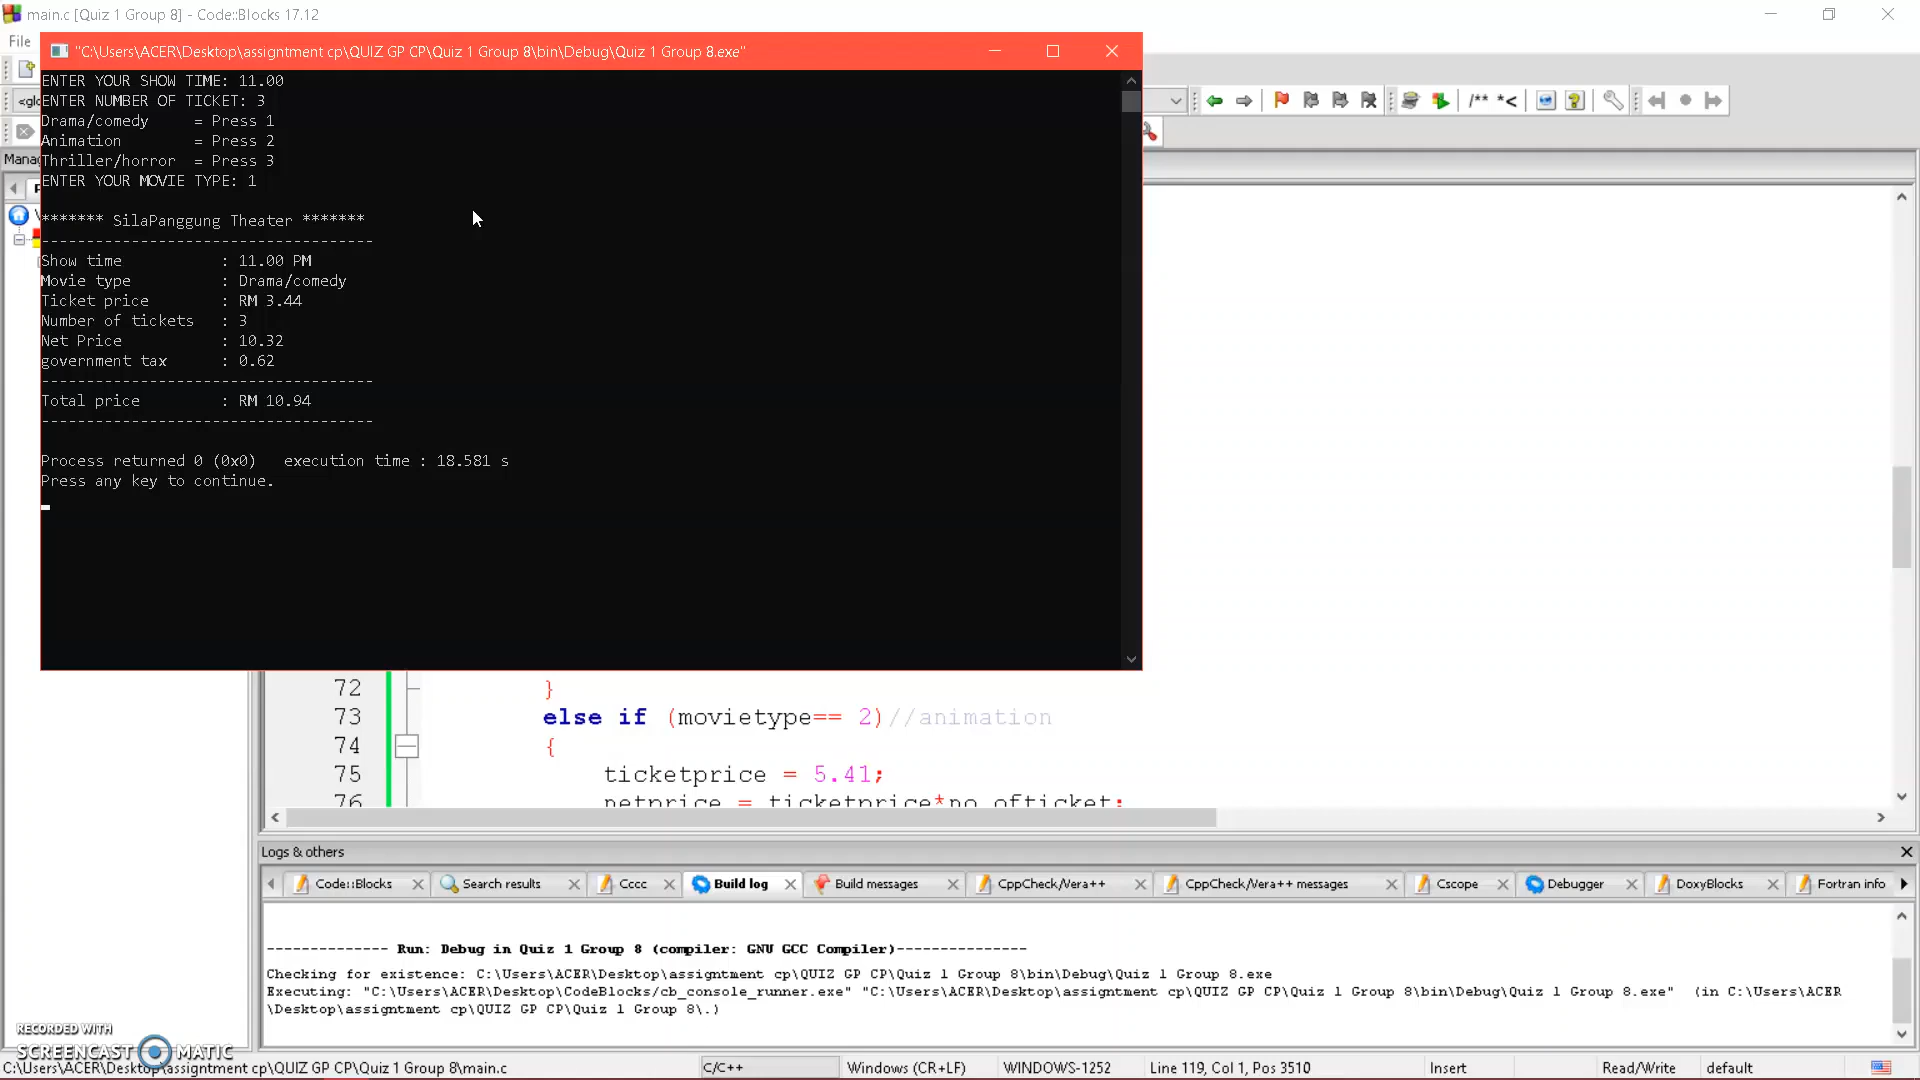 main.c [Quiz 1 Group 8] - Code::Blocks 17.12
File
"C:\Users\ACER\Desktop\assigntment cp\QUIZ GP CP\Quiz 1 Group 8\bin\Debug\Quiz 1 Group 8.exe"
ENTER YOUR SHOW TIME: 11.00
ENTER NUMBER OF TICKET: 3
Drama/comedy     = Press 1
Animation        = Press 2
Thriller/horror  = Press 3
ENTER YOUR MOVIE TYPE: 1
******* SilaPanggung Theater *******
-------------------------------------
Show time           : 11.00 PM
Movie type          : Drama/comedy
Ticket price        : RM 3.44
Number of tickets   : 3
Net Price           : 10.32
government tax      : 0.62
-------------------------------------
Total price         : RM 10.94
-------------------------------------
Process returned 0 (0x0)   execution time : 18.581 s
Press any key to continue.
/** *<
72 }
73 else if (movietype== 2)//animation
74 {
75 ticketprice = 5.41;
76 netprice = ticketprice*no_ofticket;
Logs & others
Code::Blocks Search results Cccc Build log Build messages CppCheck/Vera++ CppCheck/Vera++ messages Cscope Debugger DoxyBlocks Fortran info
-------------- Run: Debug in Quiz 1 Group 8 (compiler: GNU GCC Compiler)---------------
Checking for existence: C:\Users\ACER\Desktop\assigntment cp\QUIZ GP CP\Quiz 1 Group 8\bin\Debug\Quiz 1 Group 8.exe
Executing: "C:\Users\ACER\Desktop\CodeBlocks/cb_console_runner.exe" "C:\Users\ACER\Desktop\assigntment cp\QUIZ GP CP\Quiz 1 Group 8\bin\Debug\Quiz 1 Group 8.exe"  (in C:\Users\ACER
\Desktop\assigntment cp\QUIZ GP CP\Quiz 1 Group 8\.)
RECORDED WITH
SCREENCAST MATIC
C:\Users\ACER\Desktop\assigntment cp\QUIZ GP CP\Quiz 1 Group 8\main.c C/C++ Windows (CR+LF) WINDOWS-1252 Line 119, Col 1, Pos 3510 Insert Read/Write default